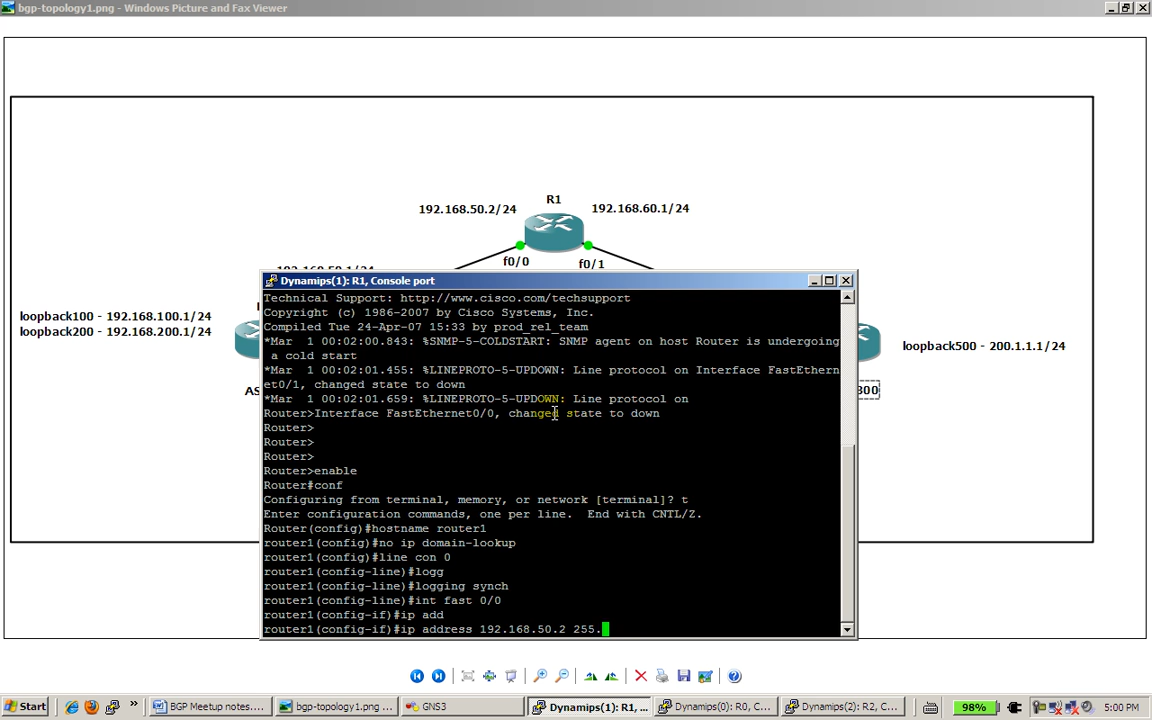 bgp-topology1.png - Windows Picture and Fax Viewer
R1
192.168.50.2/24
192.168.60.1/24
f0/0
f0/1
loopback100 - 192.168.100.1/24
loopback200 - 192.168.200.1/24
AS
loopback500 - 200.1.1.1/24
300
Dynamips(1): R1, Console port
Technical Support: http://www.cisco.com/techsupport
Copyright (c) 1986-2007 by Cisco Systems, Inc.
Compiled Tue 24-Apr-07 15:33 by prod_rel_team
*Mar  1 00:02:00.843: %SNMP-5-COLDSTART: SNMP agent on host Router is undergoing
 a cold start
*Mar  1 00:02:01.455: %LINEPROTO-5-UPDOWN: Line protocol on Interface FastEthern
et0/1, changed state to down
*Mar  1 00:02:01.659: %LINEPROTO-5-UPDOWN: Line protocol on
Router>Interface FastEthernet0/0, changed state to down
Router>
Router>
Router>
Router>enable
Router#conf
Configuring from terminal, memory, or network [terminal]? t
Enter configuration commands, one per line.  End with CNTL/Z.
Router(config)#hostname router1
router1(config)#no ip domain-lookup
router1(config)#line con 0
router1(config-line)#logg
router1(config-line)#logging synch
router1(config-line)#int fast 0/0
router1(config-if)#ip add
router1(config-if)#ip address 192.168.50.2 255.
Start
BGP Meetup notes....
bgp-topology1.png ...
GNS3
Dynamips(1): R1, ...
Dynamips(0): R0, C...
Dynamips(2): R2, C...
98%
5:00 PM